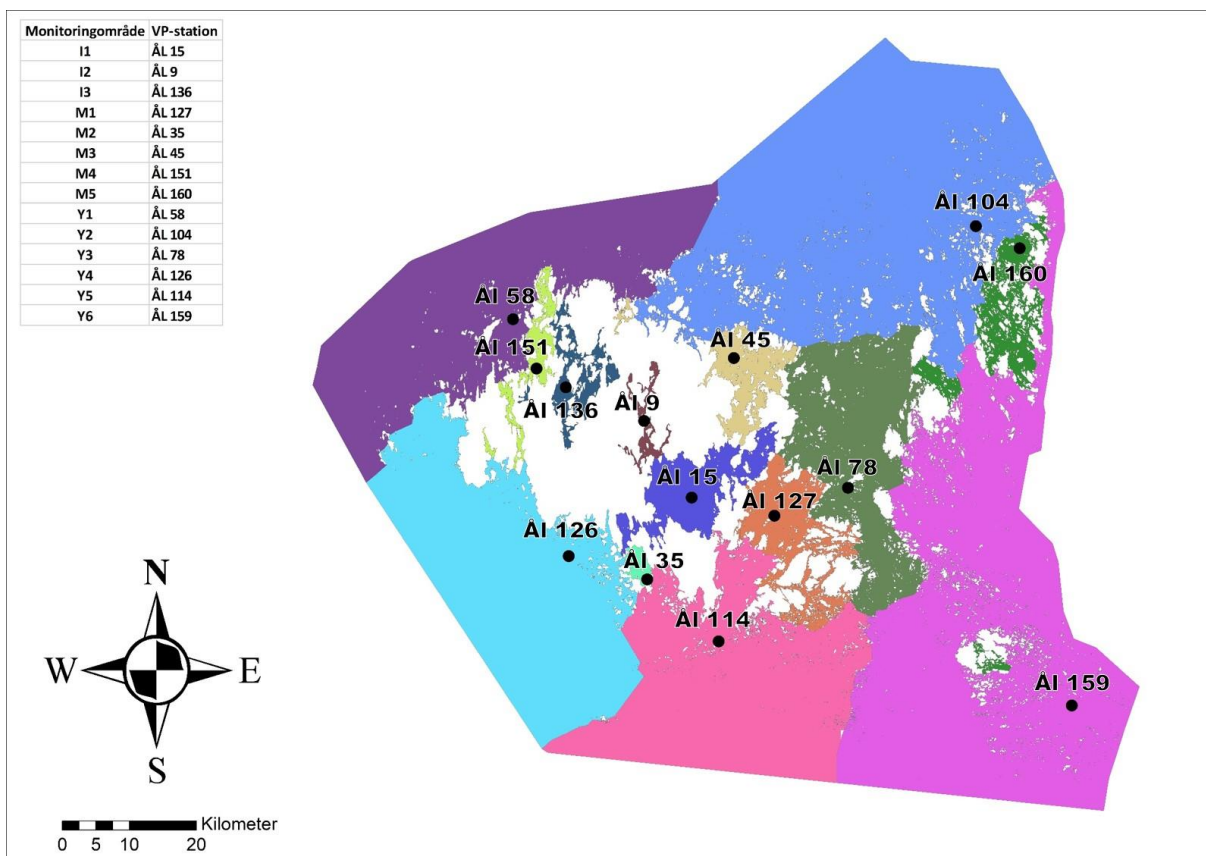 Monitoringområde VP-station
I1 ÅL 15
I2 ÅL 9
I3 ÅL 136
M1 ÅL 127
M2 ÅL 35
M3 ÅL 45
M4 ÅL 151
M5 ÅL 160
Y1 ÅL 58
Y2 ÅL 104
Y3 ÅL 78
Y4 ÅL 126
Y5 ÅL 114
Y6 ÅL 159
Ål 104
Ål 160
Ål 58
Ål 45
Ål 151
Ål 136
Ål 9
Ål 15
Ål 78
Ål 127
Ål 126
Ål 35
Ål 114
Ål 159
N
W E
S
Kilometer
0 5 10 20